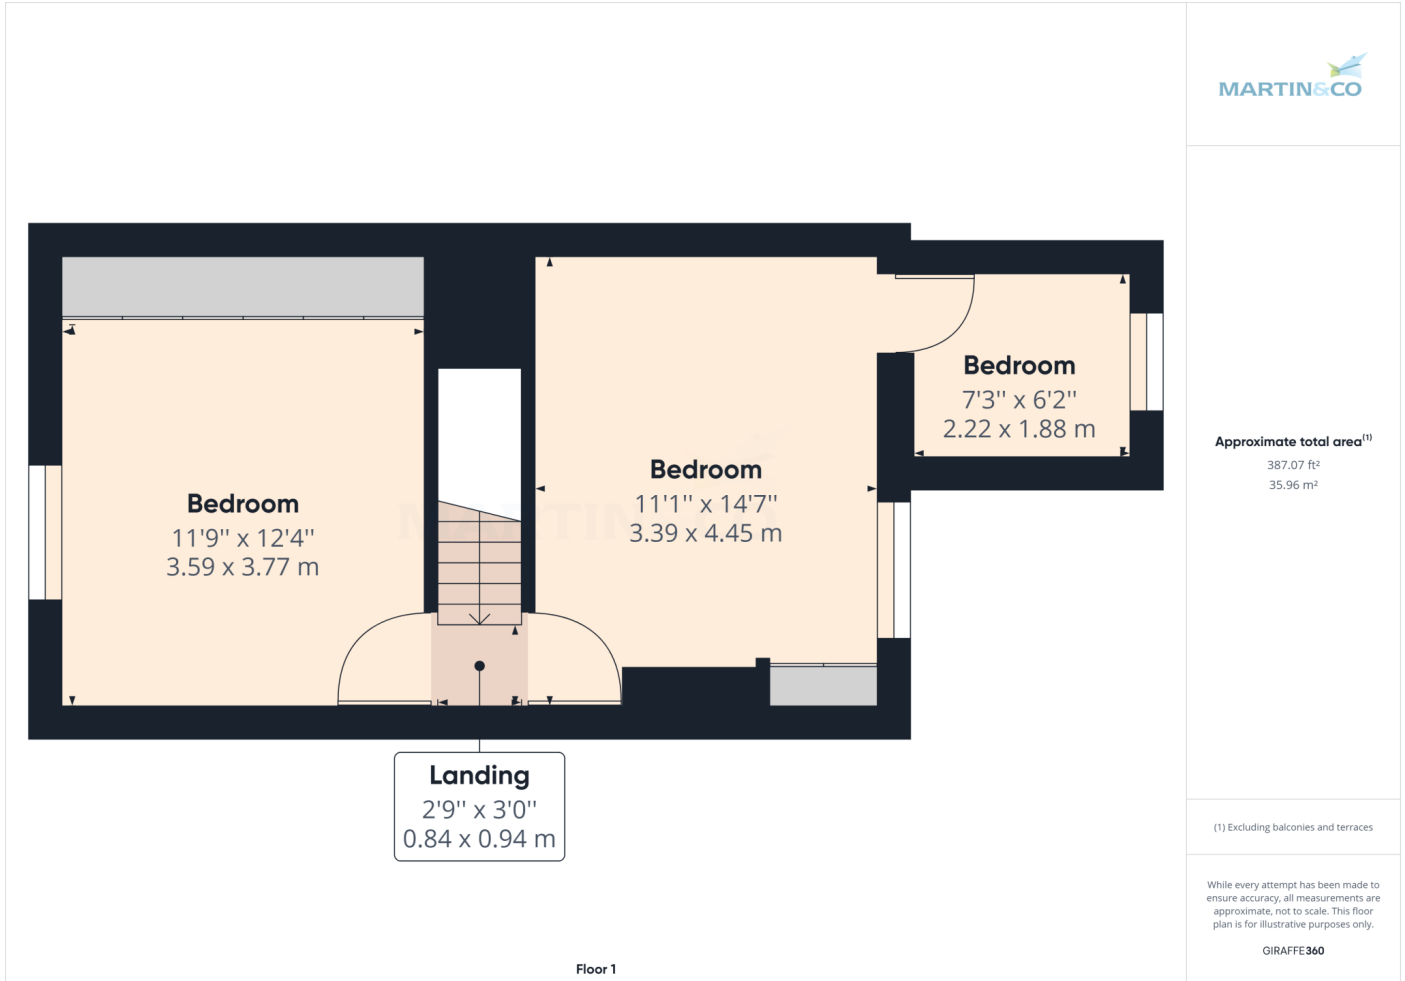 MARTIN&CO
Bedroom
11'9'' x 12'4''
3.59 x 3.77 m
Bedroom
11'1'' x 14'7''
3.39 x 4.45 m
Bedroom
7'3'' x 6'2''
2.22 x 1.88 m
Landing
2'9'' x 3'0''
0.84 x 0.94 m
Floor 1
Approximate total area(1)
387.07 ft²
35.96 m²
(1) Excluding balconies and terraces
While every attempt has been made to
ensure accuracy, all measurements are
approximate, not to scale. This floor
plan is for illustrative purposes only.
GIRAFFE360